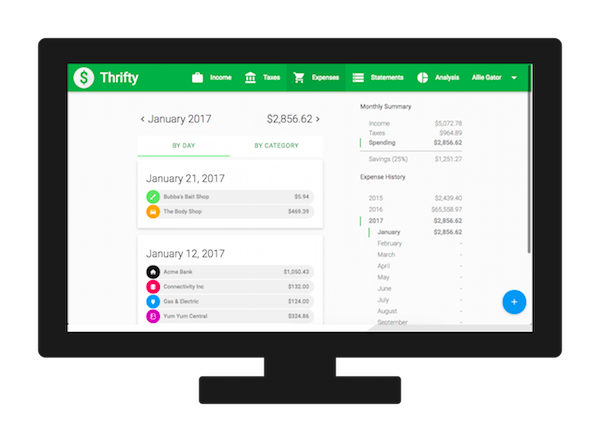 $ Thrifty Income Taxes Expenses Statements Analysis Allie Gator
January 2017 $2,856.62
BY DAY BY CATEGORY
January 21, 2017
Bubba's Bait Shop $5.94
The Body Shop $469.39
January 12, 2017
Acme Bank $1,050.43
Connectivity Inc $132.00
Gas & Electric $124.00
Yum Yum Central $334.86
Monthly Summary
Income $5,072.78
Taxes $964.89
Spending $2,856.62
Savings (25%) $1,251.27
Expense History
2015 $2,439.40
2016 $65,558.97
2017 $2,856.62
January $2,856.62
February -
March -
April -
May -
June -
July -
August -
September -
+